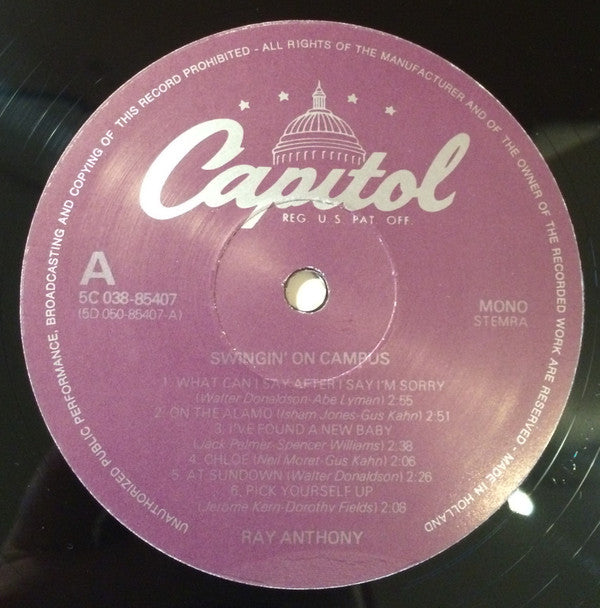 UNAUTHORIZED PUBLIC PERFORMANCE, BROADCASTING AND COPYING OF THIS RECORD PROHIBITED - ALL RIGHTS OF THE MANUFACTURER AND OF THE OWNER OF THE RECORDED WORK ARE RESERVED - MADE IN HOLLAND
Capitol
REG. U.S. PAT. OFF.
A
5C 038-85407
(5D 050-85407-A)
MONO
STEMRA
SWINGIN' ON CAMPUS
1. WHAT CAN I SAY AFTER I SAY I'M SORRY
(Walter Donaldson-Abe Lyman) 2:55
2. ON THE ALAMO (Isham Jones-Gus Kahn) 2:51
3. I'VE FOUND A NEW BABY
(Jack Palmer-Spencer Williams) 2:38
4. CHLOE (Neil Moret-Gus Kahn) 2:06
5. AT SUNDOWN (Walter Donaldson) 2:26
6. PICK YOURSELF UP
(Jerome Kern-Dorothy Fields) 2:08
RAY ANTHONY